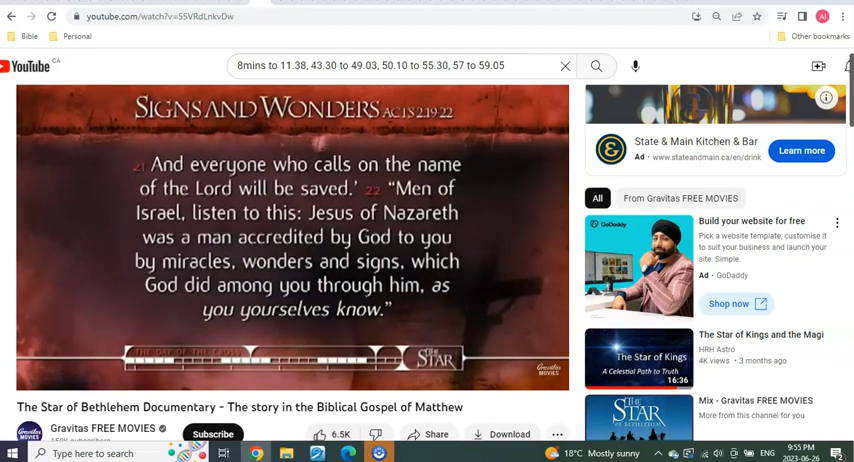 youtube.com/watch?v=55VRdLnkvDw
Al
Bible
Personal
Other bookmarks
YouTube CA
8mins to 11.38, 43.30 to 49.03, 50.10 to 55.30, 57 to 59.05
SIGNS AND WONDERS ACTS 2.19-22
21 And everyone who calls on the name
of the Lord will be saved.’ 22 “Men of
Israel, listen to this: Jesus of Nazareth
was a man accredited by God to you
by miracles, wonders and signs, which
God did among you through him, as
you yourselves know.”
THE DAY OF THE CROSS
THE STAR
Gravitas MOVIES
The Star of Bethlehem Documentary - The story in the Biblical Gospel of Matthew
Gravitas FREE MOVIES
Subscribe
6.5K
Share
Download
State & Main Kitchen & Bar
Ad · www.stateandmain.ca/en/drink
Learn more
All
From Gravitas FREE MOVIES
GoDaddy
Build your website for free
Pick a website template, customise it
to suit your business and launch your
site. Simple.
Ad · GoDaddy
Shop now
The Star of Kings
A Celestial Path to Truth
16:36
The Star of Kings and the Magi
HRH Astro
4K views · 3 months ago
THE STAR
OF BETHLEHEM
Mix - Gravitas FREE MOVIES
More from this channel for you
Type here to search
18°C Mostly sunny
ENG
9:55 PM
2023-06-26
2